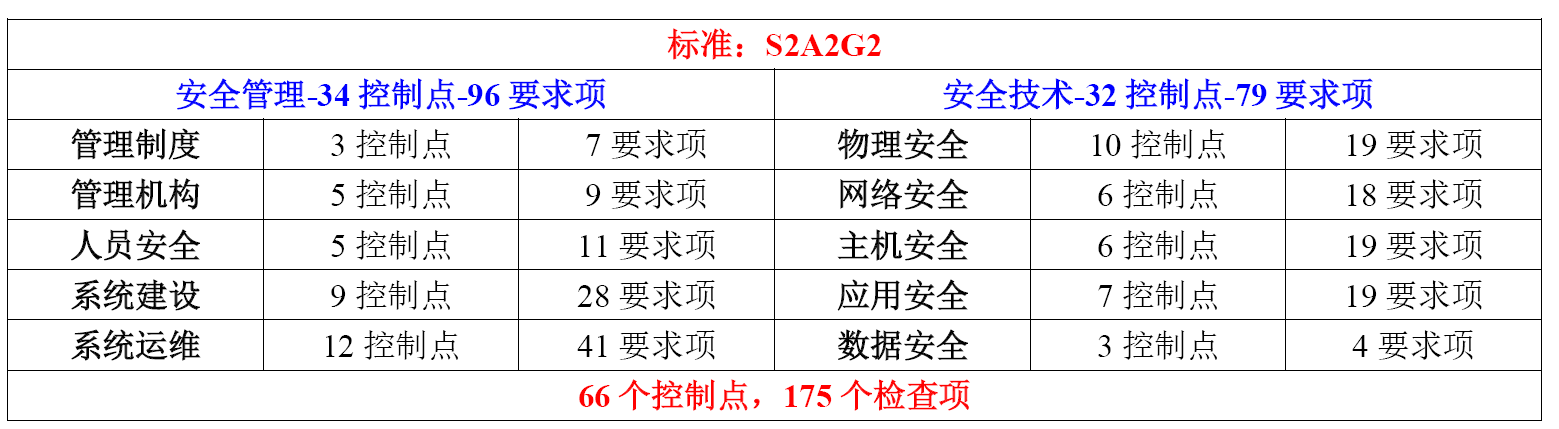 标准：S2A2G2
安全管理-34 控制点-96 要求项 安全技术-32 控制点-79 要求项
管理制度 3 控制点 7 要求项 物理安全 10 控制点 19 要求项
管理机构 5 控制点 9 要求项 网络安全 6 控制点 18 要求项
人员安全 5 控制点 11 要求项 主机安全 6 控制点 19 要求项
系统建设 9 控制点 28 要求项 应用安全 7 控制点 19 要求项
系统运维 12 控制点 41 要求项 数据安全 3 控制点 4 要求项
66 个控制点，175 个检查项